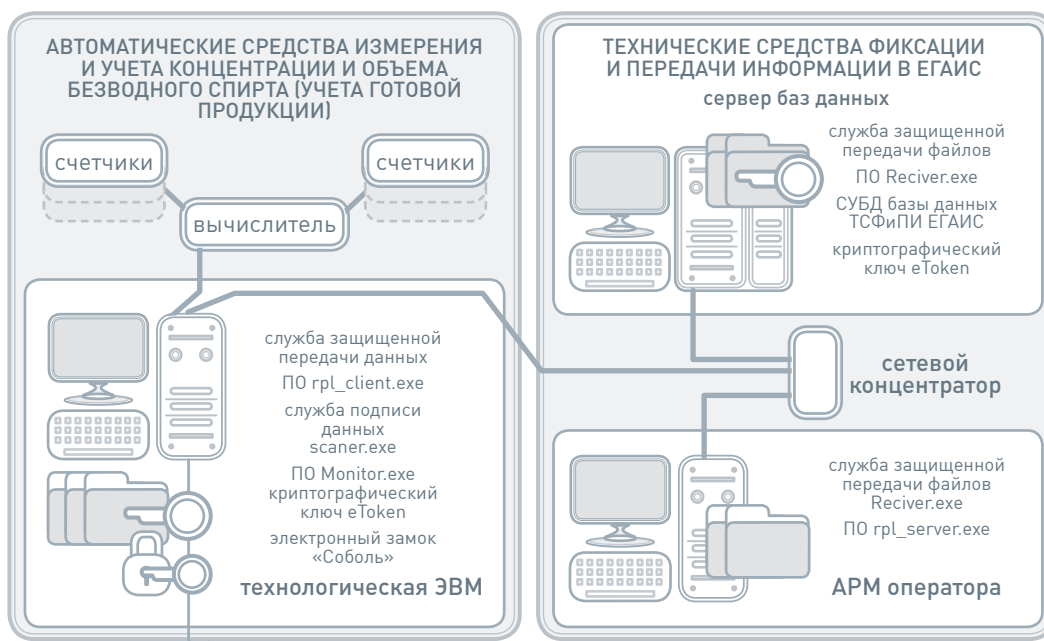 АВТОМАТИЧЕСКИЕ СРЕДСТВА ИЗМЕРЕНИЯ
И УЧЕТА КОНЦЕНТРАЦИИ И ОБЪЕМА
БЕЗВОДНОГО СПИРТА (УЧЕТА ГОТОВОЙ
ПРОДУКЦИИ)
счетчики
счетчики
вычислитель
служба защищенной
передачи данных
ПО rpl_client.exe
служба подписи
данных
scaner.exe
ПО Monitor.exe
криптографический
ключ eToken
электронный замок
«Соболь»
технологическая ЭВМ
ТЕХНИЧЕСКИЕ СРЕДСТВА ФИКСАЦИИ
И ПЕРЕДАЧИ ИНФОРМАЦИИ В ЕГАИС
сервер баз данных
служба защищенной
передачи файлов
ПО Reciver.exe
СУБД базы данных
ТСФиПИ ЕГАИС
криптографический
ключ eToken
сетевой
концентратор
служба защищенной
передачи файлов
Reciver.exe
ПО rpl_server.exe
АРМ оператора